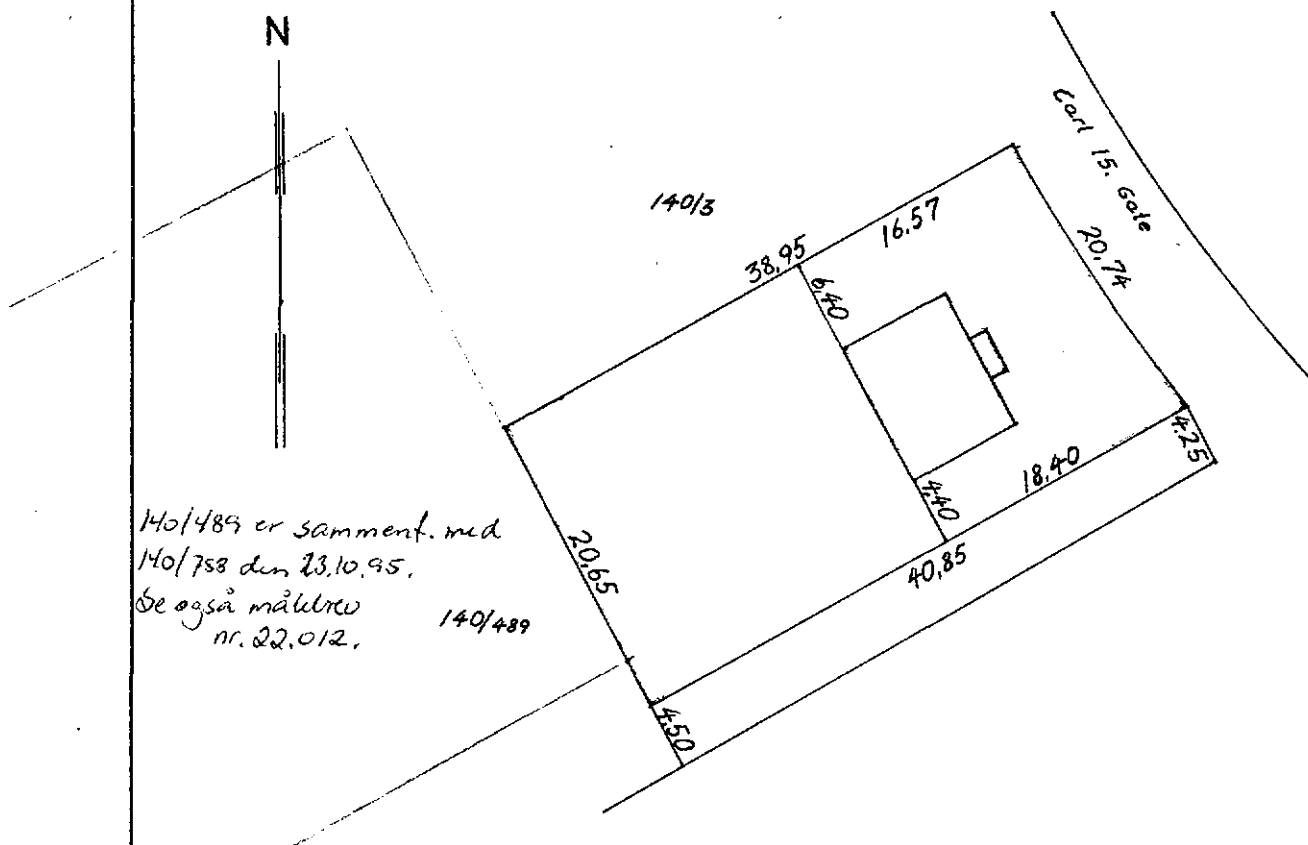 N
Carl 15. Gate
140/3
16.57
38,95
20,74
6,40
4.25
18,40
4,40
40,85
20,65
140/489 er samment. med
140/758 den 23.10.95.
Se også målebrev
nr. 22.012.
140/489
4,50